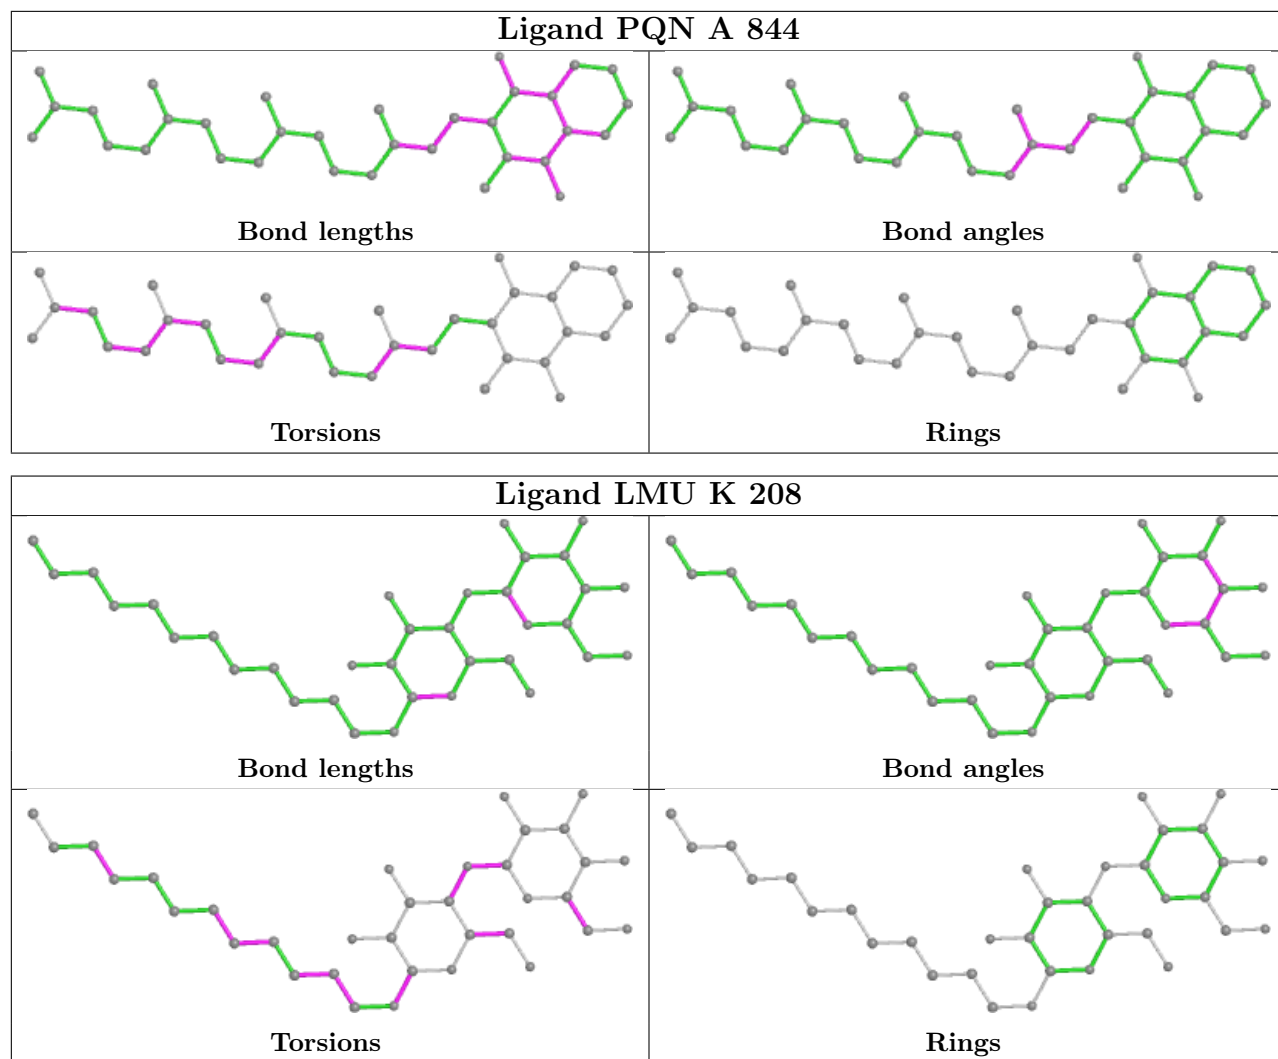 Ligand PQN A 844
Bond lengths
Bond angles
Torsions
Rings
Ligand LMU K 208
Bond lengths
Bond angles
Torsions
Rings